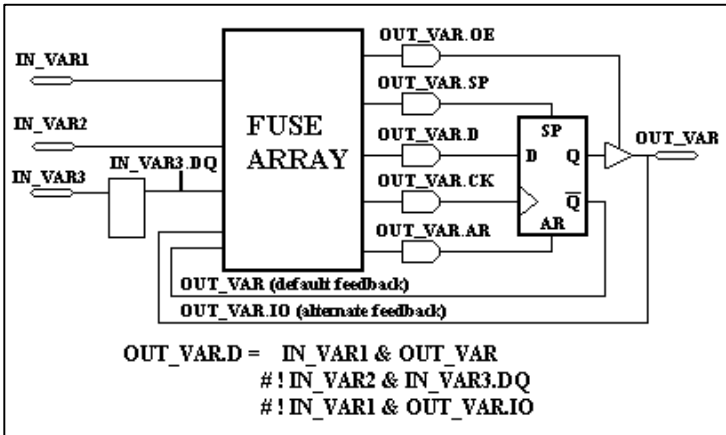 OUT_VAR.OE
IN_VAR1
OUT_VAR.SP
FUSE
ARRAY
IN_VAR2
OUT_VAR.D
SP
OUT_VAR
IN_VAR3.DQ
D Q
IN_VAR3
OUT_VAR.CK
Q
OUT_VAR.AR
AR
OUT_VAR (default feedback)
OUT_VAR.IO (alternate feedback)
OUT_VAR.D = IN_VAR1 & OUT_VAR
# ! IN_VAR2 & IN_VAR3.DQ
# ! IN_VAR1 & OUT_VAR.IO